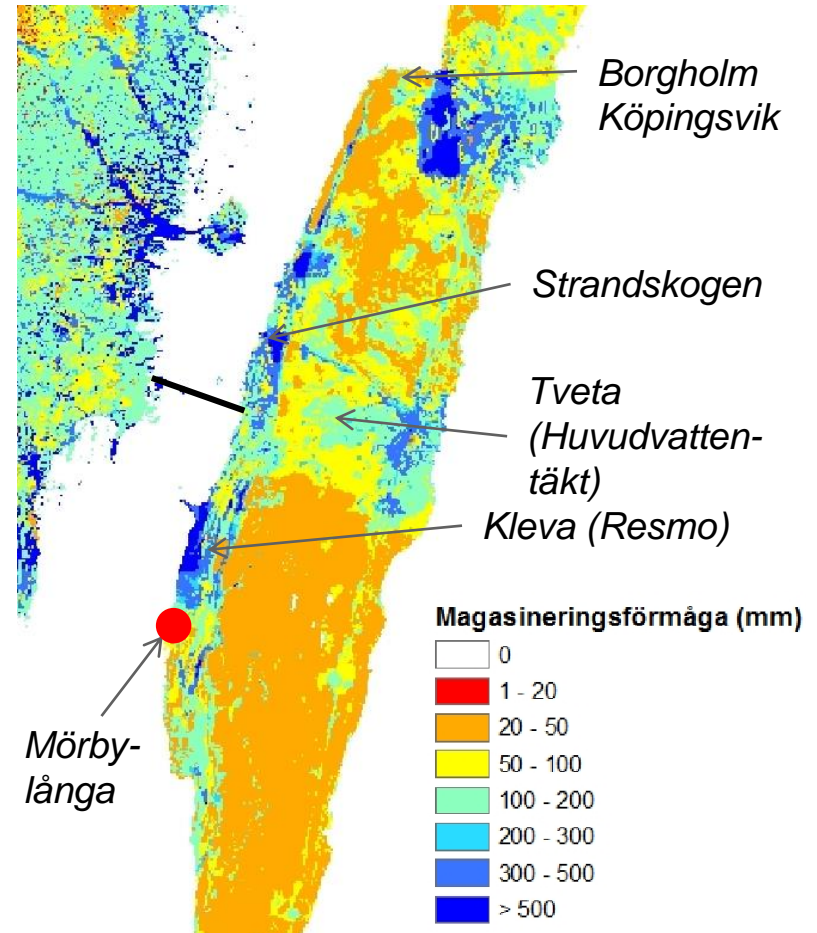 Borgholm
Köpingsvik
Strandskogen
Tveta
(Huvudvatten-
täkt)
Kleva (Resmo)
Mörby-
långa
Magasineringsförmåga (mm)
0
1 - 20
20 - 50
50 - 100
100 - 200
200 - 300
300 - 500
> 500